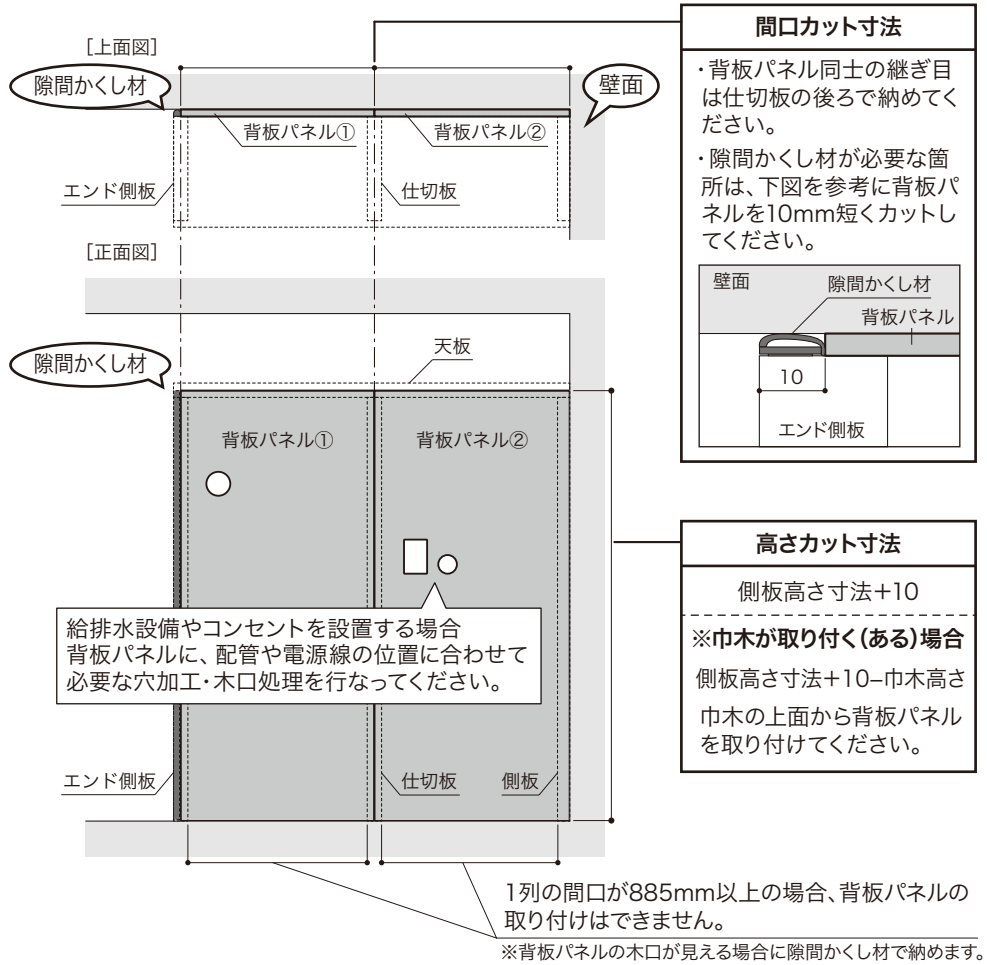 [上面図]
隙間かくし材
壁面
背板パネル①
背板パネル②
エンド側板
仕切板
[正面図]
隙間かくし材
天板
背板パネル①
背板パネル②
給排水設備やコンセントを設置する場合
背板パネルに、配管や電源線の位置に合わせて
必要な穴加工・木口処理を行なってください。
エンド側板
仕切板
側板
1列の間口が885mm以上の場合、背板パネルの
取り付けはできません。
※背板パネルの木口が見える場合に隙間かくし材で納めます。
間口カット寸法
・背板パネル同士の継ぎ目
は仕切板の後ろで納めてく
ださい。
・隙間かくし材が必要な箇
所は、下図を参考に背板パ
ネルを10mm短くカットし
てください。
壁面
隙間かくし材
背板パネル
10
エンド側板
高さカット寸法
側板高さ寸法+10
※巾木が取り付く(ある)場合
側板高さ寸法+10−巾木高さ
巾木の上面から背板パネル
を取り付けてください。